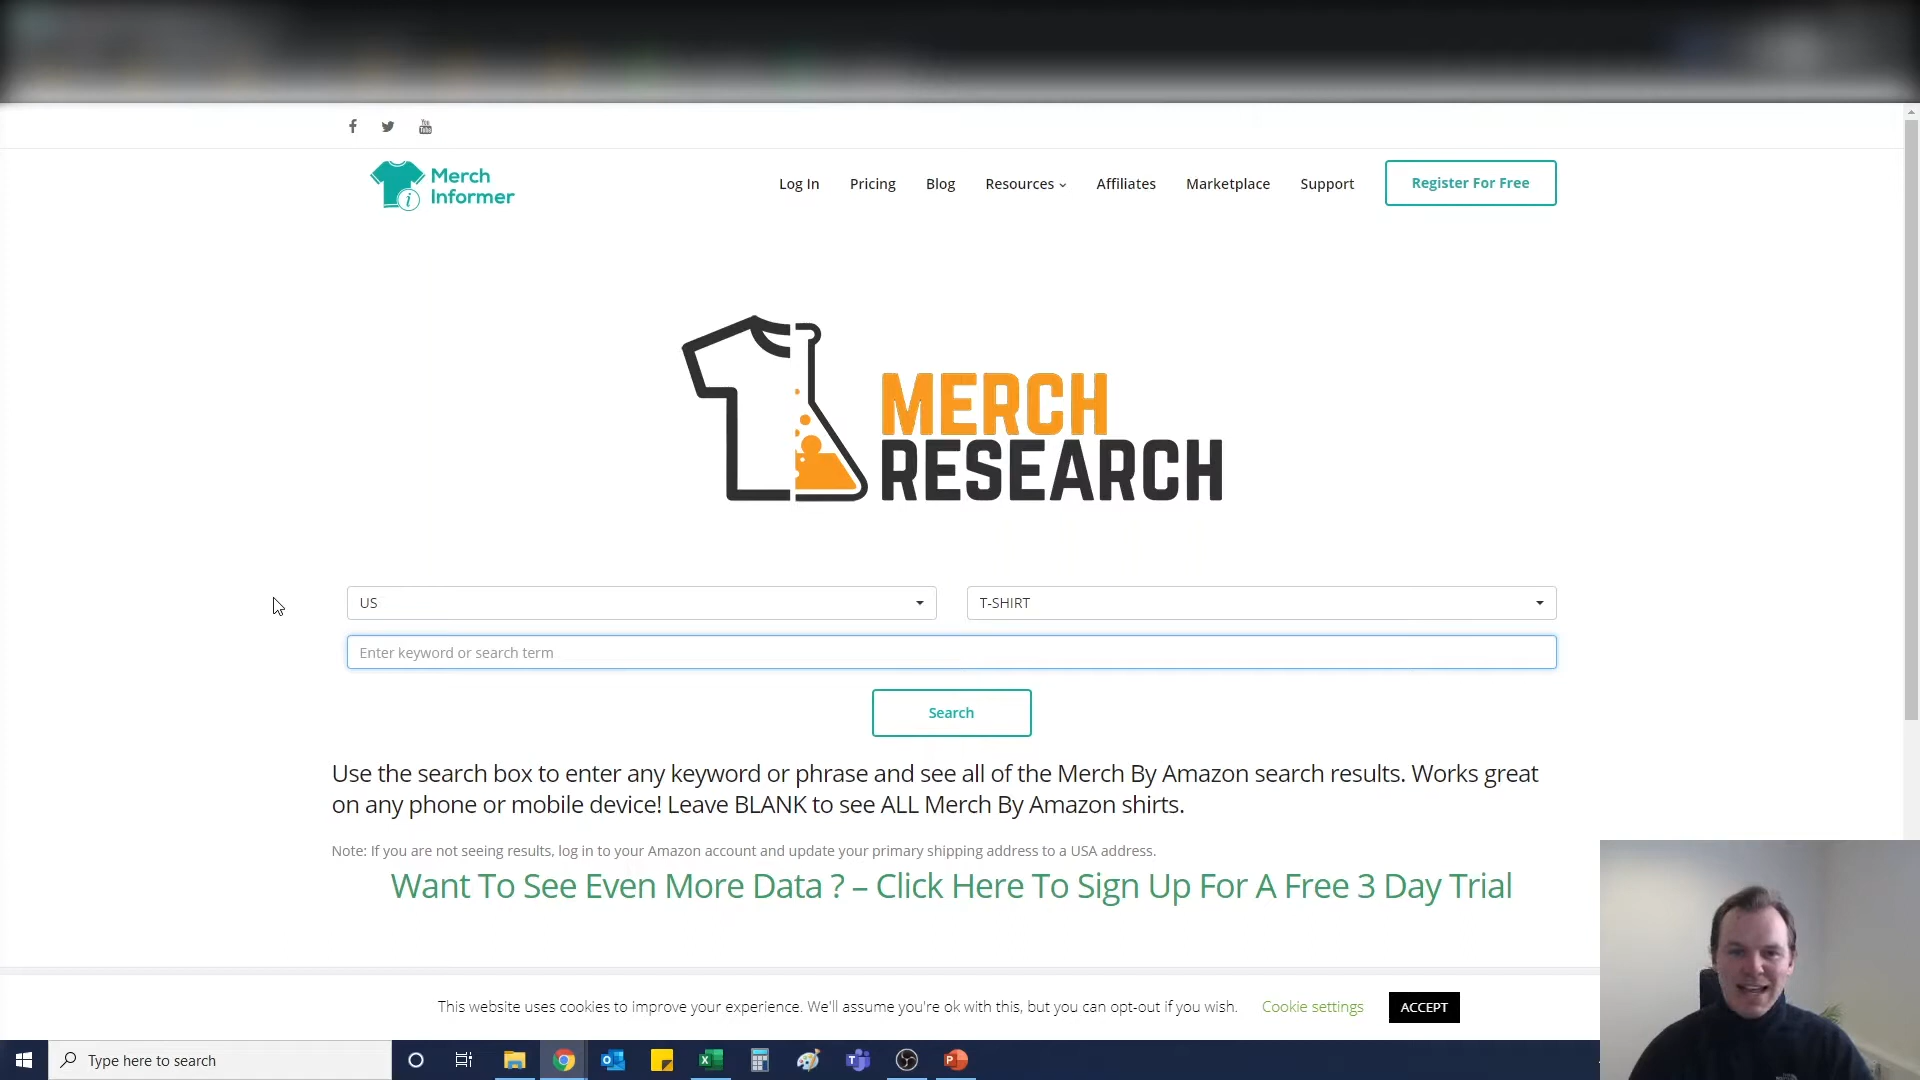 Merch
Informer
Log In
Pricing
Blog
Resources
Affiliates
Marketplace
Support
Register For Free
MERCH
RESEARCH
US
T-SHIRT
Enter keyword or search term
Search
Use the search box to enter any keyword or phrase and see all of the Merch By Amazon search results. Works great
on any phone or mobile device! Leave BLANK to see ALL Merch By Amazon shirts.
Note: If you are not seeing results, log in to your Amazon account and update your primary shipping address to a USA address.
Want To See Even More Data ? – Click Here To Sign Up For A Free 3 Day Trial
This website uses cookies to improve your experience. We'll assume you're ok with this, but you can opt-out if you wish.
Cookie settings
ACCEPT
Type here to search